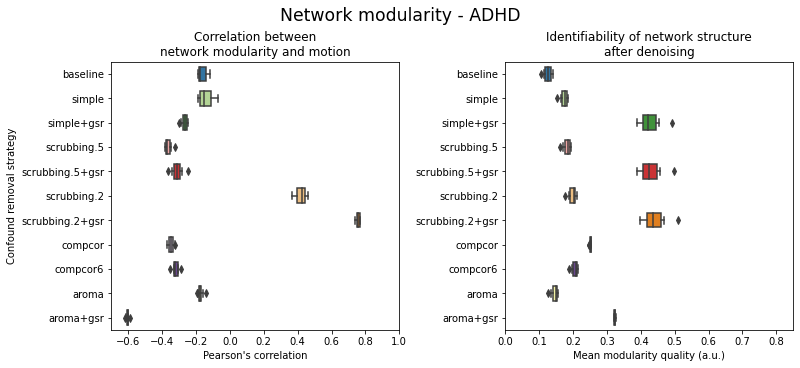 Network modularity - ADHD
Correlation between
network modularity and motion
Confound removal strategy
baseline
simple
simple+gsr
scrubbing.5
scrubbing.5+gsr
scrubbing.2
scrubbing.2+gsr
compcor
compcor6
aroma
aroma+gsr
−0.6 −0.4 −0.2 0.0 0.2 0.4 0.6 0.8 1.0
Pearson's correlation
Identifiability of network structure
after denoising
baseline
simple
simple+gsr
scrubbing.5
scrubbing.5+gsr
scrubbing.2
scrubbing.2+gsr
compcor
compcor6
aroma
aroma+gsr
0.0 0.1 0.2 0.3 0.4 0.5 0.6 0.7 0.8
Mean modularity quality (a.u.)